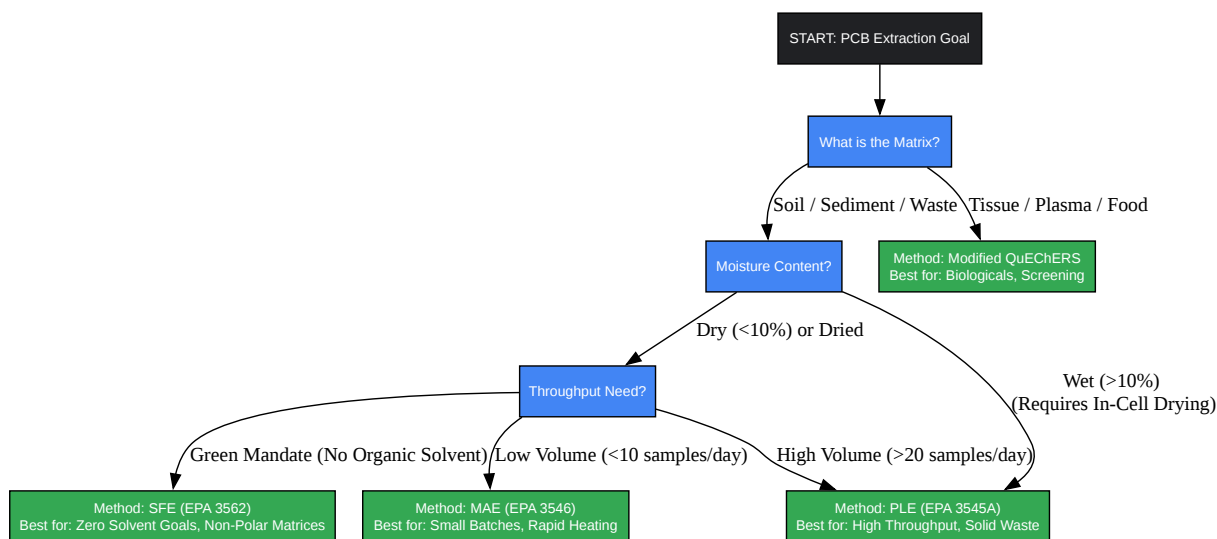 START: PCB Extraction Goal
What is the Matrix?
Soil / Sediment / Waste
Tissue / Plasma / Food
Moisture Content?
Method: Modified QuEChERS
Best for: Biologicals, Screening
Dry (<10%) or Dried
Wet (>10%)
(Requires In-Cell Drying)
Throughput Need?
Green Mandate (No Organic Solvent)
Low Volume (<10 samples/day)
High Volume (>20 samples/day)
Method: SFE (EPA 3562)
Best for: Zero Solvent Goals, Non-Polar Matrices
Method: MAE (EPA 3546)
Best for: Small Batches, Rapid Heating
Method: PLE (EPA 3545A)
Best for: High Throughput, Solid Waste